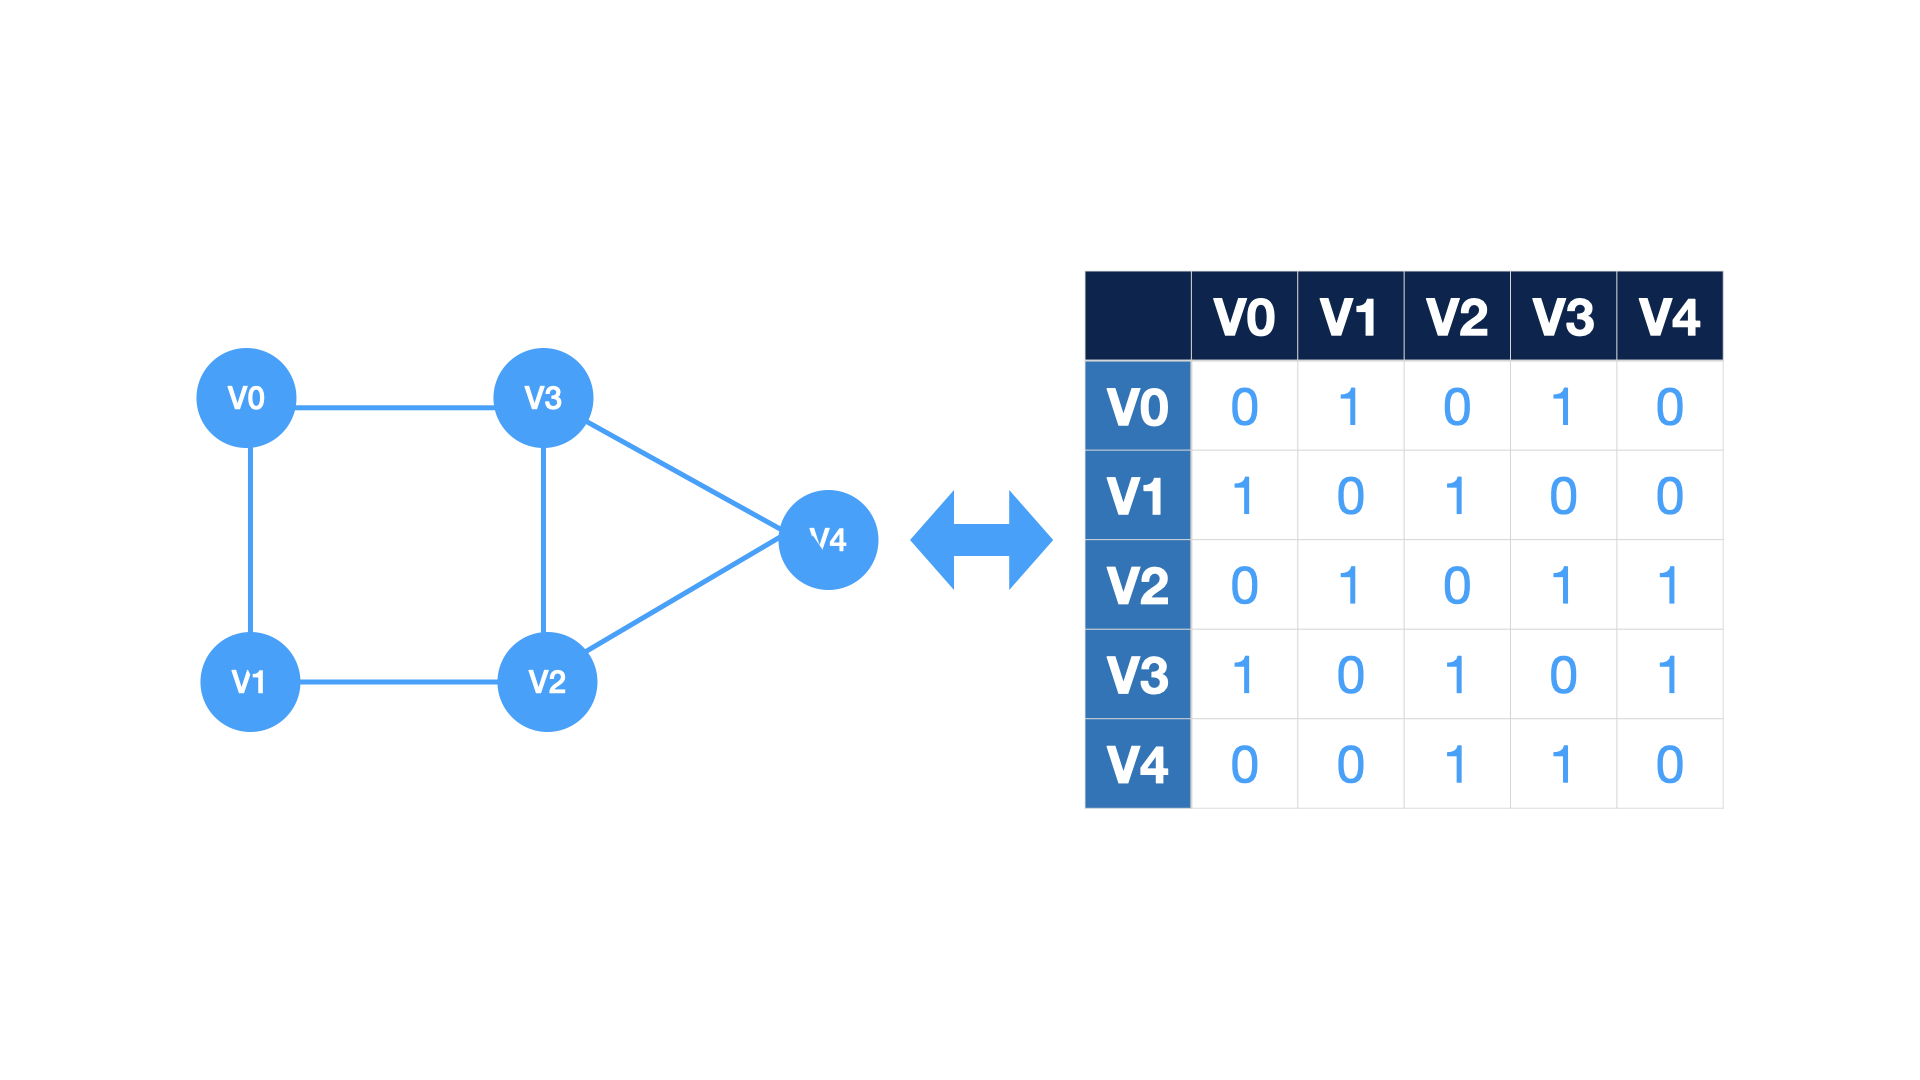 V0
V3
V4
V1
V2
V0 V1 V2 V3 V4
V0 0 1 0 1 0
V1 1 0 1 0 0
V2 0 1 0 1 1
V3 1 0 1 0 1
V4 0 0 1 1 0